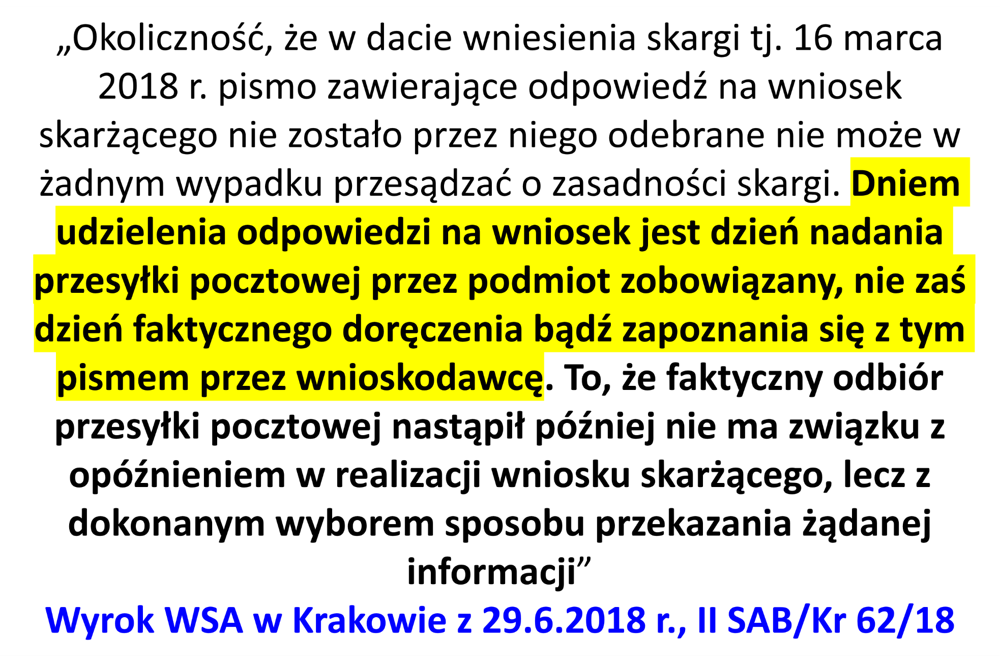 „Okoliczność, że w dacie wniesienia skargi tj. 16 marca
2018 r. pismo zawierające odpowiedź na wniosek
skarżącego nie zostało przez niego odebrane nie może w
żadnym wypadku przesądzać o zasadności skargi. Dniem
udzielenia odpowiedzi na wniosek jest dzień nadania
przesyłki pocztowej przez podmiot zobowiązany, nie zaś
dzień faktycznego doręczenia bądź zapoznania się z tym
pismem przez wnioskodawcę. To, że faktyczny odbiór
przesyłki pocztowej nastąpił później nie ma związku z
opóźnieniem w realizacji wniosku skarżącego, lecz z
dokonanym wyborem sposobu przekazania żądanej
informacji”
Wyrok WSA w Krakowie z 29.6.2018 r., II SAB/Kr 62/18